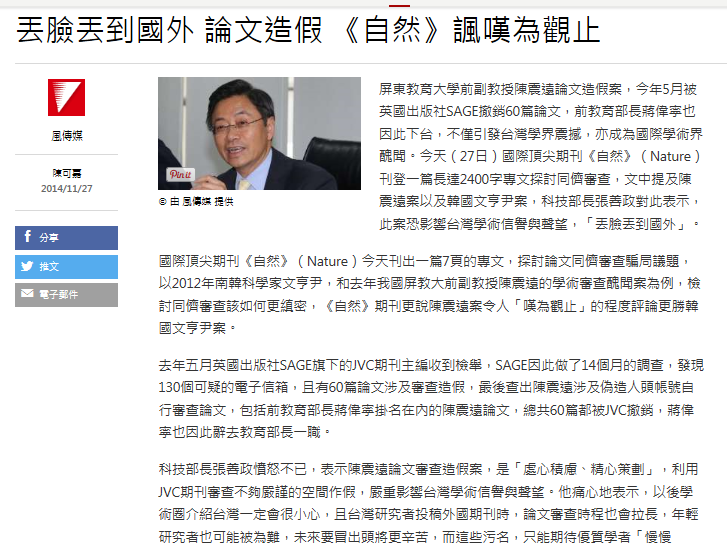 丟臉丟到國外 論文造假 《自然》諷嘆為觀止
風傳媒
陳可嘉
2014/11/27
分享
推文
電子郵件
Pin it
© 由 風傳媒 提供
屏東教育大學前副教授陳震遠論文造假案，今年5月被
英國出版社SAGE撤銷60篇論文，前教育部長蔣偉寧也
因此下台，不僅引發台灣學界震撼，亦成為國際學術界
醜聞。今天（27日）國際頂尖期刊《自然》（Nature）
刊登一篇長達2400字專文探討同儕審查，文中提及陳
震遠案以及韓國文亨尹案，科技部長張善政對此表示，
此案恐影響台灣學術信譽與聲望，「丟臉丟到國外」。
國際頂尖期刊《自然》（Nature）今天刊出一篇7頁的專文，探討論文同儕審查騙局議題，
以2012年南韓科學家文亨尹，和去年我國屏教大前副教授陳震遠的學術審查醜聞案為例，檢
討同儕審查該如何更縝密，《自然》期刊更說陳震遠案令人「嘆為觀止」的程度評論更勝韓
國文亨尹案。
去年五月英國出版社SAGE旗下的JVC期刊主編收到檢舉，SAGE因此做了14個月的調查，發現
130個可疑的電子信箱，且有60篇論文涉及審查造假，最後查出陳震遠涉及偽造人頭帳號自
行審查論文，包括前教育部長蔣偉寧掛名在內的陳震遠論文，總共60篇都被JVC撤銷，蔣偉
寧也因此辭去教育部長一職。
科技部長張善政憤怒不已，表示陳震遠論文審查造假案，是「處心積慮、精心策劃」，利用
JVC期刊審查不夠嚴謹的空間作假，嚴重影響台灣學術信譽與聲望。他痛心地表示，以後學
術圈介紹台灣一定會很小心，且台灣研究者投稿外國期刊時，論文審查時程也會拉長，年輕
研究者也可能被為難，未來要冒出頭將更辛苦，而這些污名，只能期待優質學者「慢慢